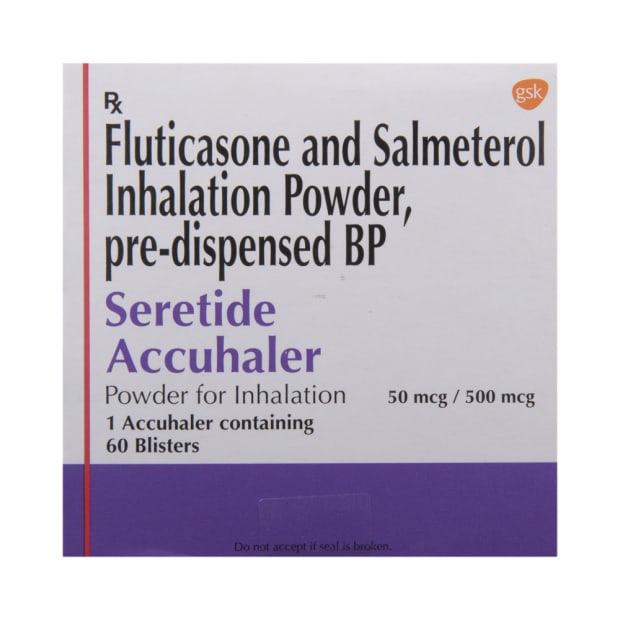 gsk
Rx
Fluticasone and Salmeterol
Inhalation Powder,
pre-dispensed BP
Seretide
Accuhaler
Powder for Inhalation 50 mcg / 500 mcg
1 Accuhaler containing
60 Blisters
Do not accept if seal is broken.